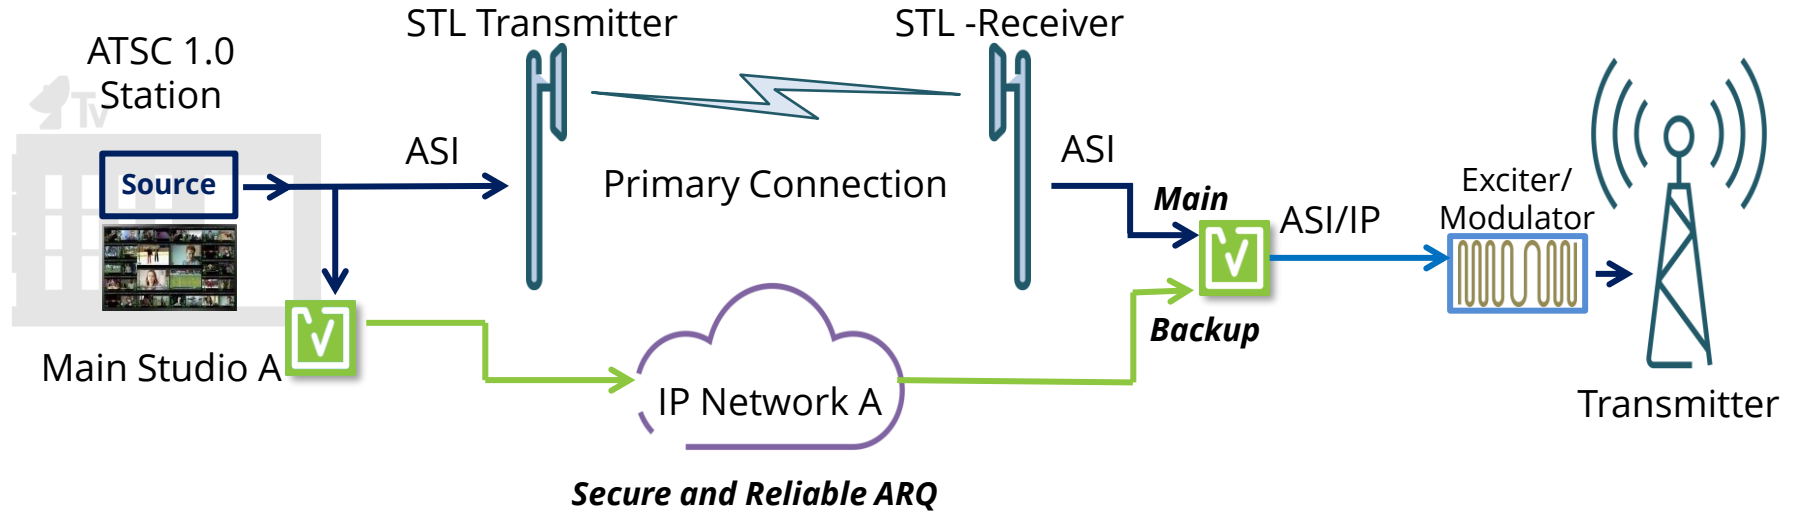 STL Transmitter
STL -Receiver
ATSC 1.0
Station
TV
ASI
ASI
Primary Connection
Source
Main
Exciter/
Modulator
ASI/IP
Backup
Main Studio A
IP Network A
Transmitter
Secure and Reliable ARQ